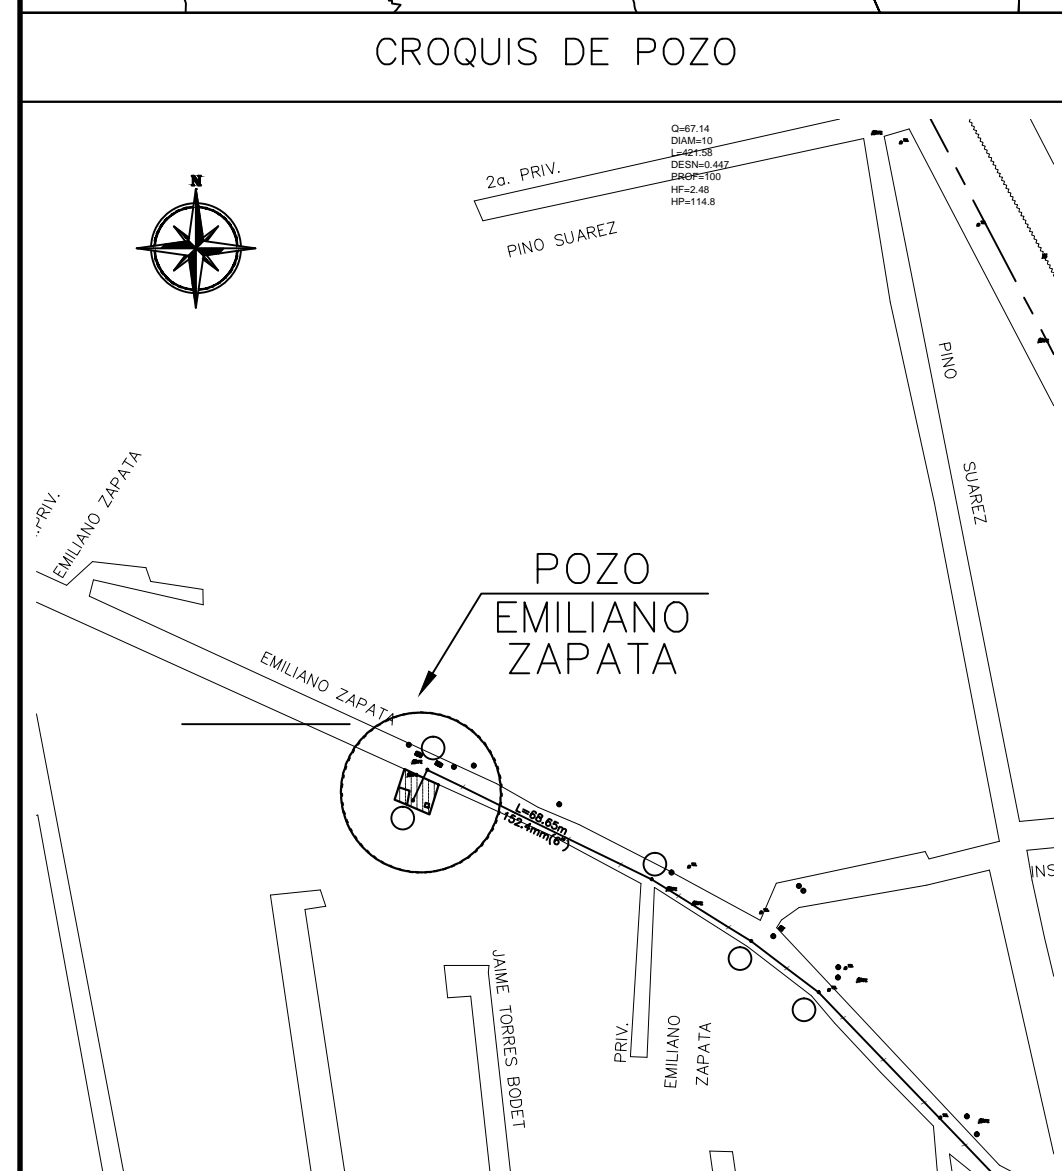 CROQUIS DE POZO
Q=67.14
DIAM=10
L=421.58
DESN=0.447
PROF=100
HF=2.48
HP=114.8
2a. PRIV.
PINO SUAREZ
N
PINO
SUAREZ
PRIV.
EMILIANO ZAPATA
POZO
EMILIANO
ZAPATA
EMILIANO ZAPATA
L=68.65m
152.4mm(6")
INS
JAIME TORRES BODET
PRIV.
EMILIANO
ZAPATA